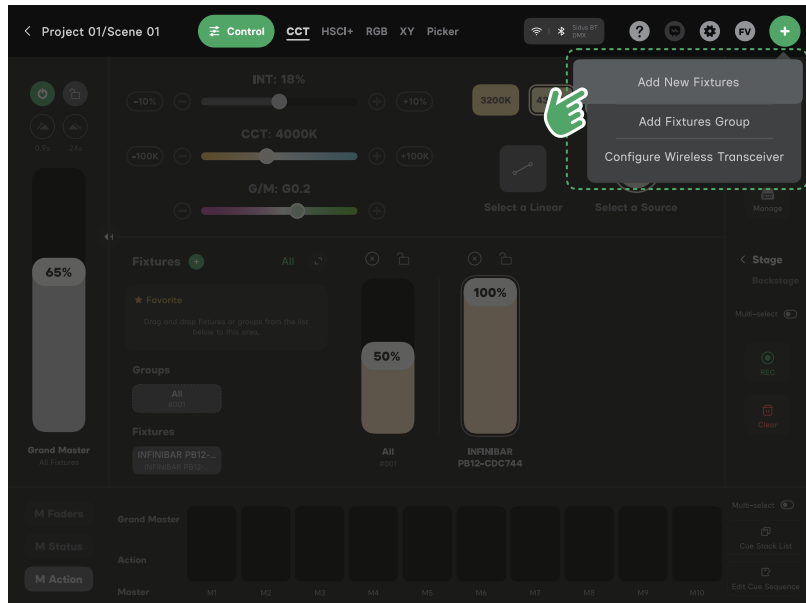 Project 01/Scene 01
Control
CCT
HSCI+
RGB
XY
Picker
Sidus BT
DMX
?
FV
+
Add New Fixtures
Add Fixtures Group
Configure Wireless Transceiver
INT: 18%
-10%
+10%
3200K
CCT: 4000K
-100K
+100K
0.9s
24s
G/M: G0.2
Select a Linear
Select a Source
Manage
65%
Grand Master
All Fixtures
Fixtures
All
Favorite
Drag and drop fixtures or groups from the list
below to this area.
Groups
All
#001
Fixtures
INFINIBAR PB12-...
INFINIBAR PB12-...
50%
All
#001
100%
INFINIBAR
PB12-CDC744
Stage
Backstage
Multi-select
REC
Clear
M Faders
M Status
M Action
Grand Master
Action
Master
M1
M2
M3
M4
M5
M6
M7
M8
M9
M10
Multi-select
Cue Stack List
Edit Cue Sequence